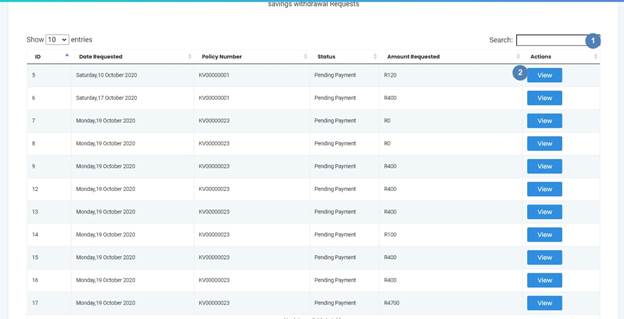 savings withdrawal Requests
Show 10 entries
Search: 1
ID Date Requested Policy Number Status Amount Requested Actions
5 Saturday,10 October 2020 KV00000001 Pending Payment R120 2 View
6 Saturday,17 October 2020 KV00000001 Pending Payment R400 View
7 Monday,19 October 2020 KV00000023 Pending Payment R0 View
8 Monday,19 October 2020 KV00000023 Pending Payment R0 View
9 Monday,19 October 2020 KV00000023 Pending Payment R400 View
12 Monday,19 October 2020 KV00000023 Pending Payment R400 View
13 Monday,19 October 2020 KV00000023 Pending Payment R400 View
14 Monday,19 October 2020 KV00000023 Pending Payment R100 View
15 Monday,19 October 2020 KV00000023 Pending Payment R400 View
16 Monday,19 October 2020 KV00000023 Pending Payment R400 View
17 Monday,19 October 2020 KV00000023 Pending Payment R4700 View